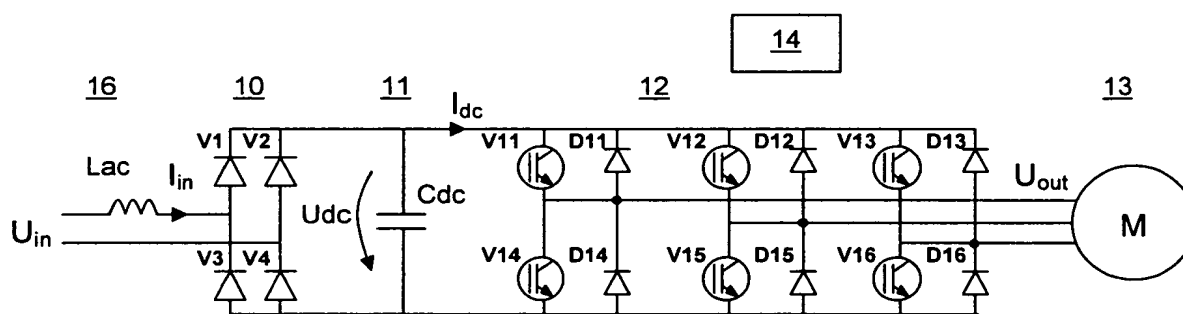 14
16 10 11 12 13
Idc
V1 V2 V11 D11 V12 D12 V13 D13
Lac Iin Cdc Uout
Udc
Uin M
V3 V4 V14 D14 V15 D15 V16 D16